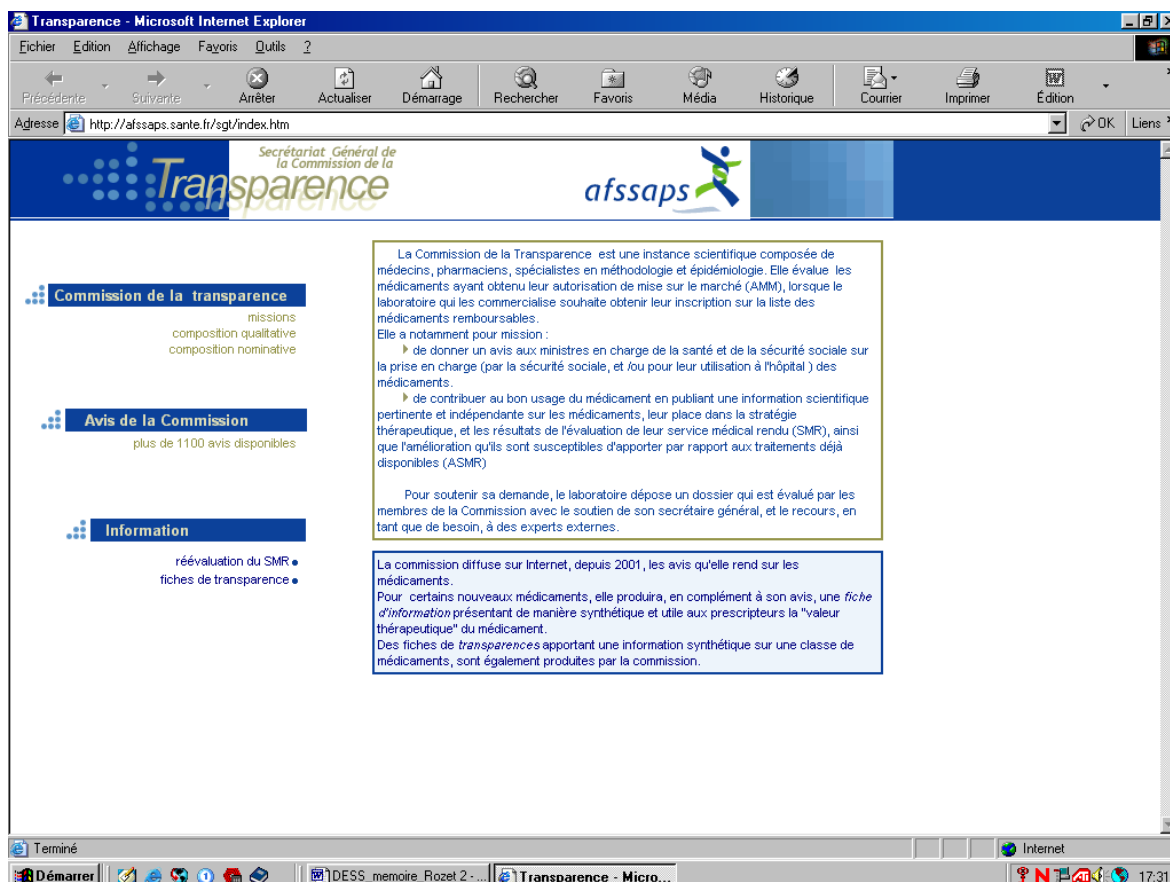 Transparence - Microsoft Internet Explorer
Fichier Edition Affichage Favoris Outils ?
Précédente Suivante Arrêter Actualiser Démarrage Rechercher Favoris Média Historique Courrier Imprimer Édition
Adresse http://afssaps.sante.fr/sgt/index.htm OK Liens
Secrétariat Général de
la Commission de la
Transparence
afssaps
Commission de la transparence
missions
composition qualitative
composition nominative
Avis de la Commission
plus de 1100 avis disponibles
Information
réévaluation du SMR
fiches de transparence
La Commission de la Transparence est une instance scientifique composée de
médecins, pharmaciens, spécialistes en méthodologie et épidémiologie. Elle évalue les
médicaments ayant obtenu leur autorisation de mise sur le marché (AMM), lorsque le
laboratoire qui les commercialise souhaite obtenir leur inscription sur la liste des
médicaments remboursables.
Elle a notamment pour mission :
de donner un avis aux ministres en charge de la santé et de la sécurité sociale sur
la prise en charge (par la sécurité sociale, et /ou pour leur utilisation à l'hôpital ) des
médicaments.
de contribuer au bon usage du médicament en publiant une information scientifique
pertinente et indépendante sur les médicaments, leur place dans la stratégie
thérapeutique, et les résultats de l'évaluation de leur service médical rendu (SMR), ainsi
que l'amélioration qu'ils sont susceptibles d'apporter par rapport aux traitements déjà
disponibles (ASMR)
Pour soutenir sa demande, le laboratoire dépose un dossier qui est évalué par les
membres de la Commission avec le soutien de son secrétaire général, et le recours, en
tant que de besoin, à des experts externes.
La commission diffuse sur Internet, depuis 2001, les avis qu'elle rend sur les
médicaments.
Pour certains nouveaux médicaments, elle produira, en complément à son avis, une fiche
d'information présentant de manière synthétique et utile aux prescripteurs la "valeur
thérapeutique" du médicament.
Des fiches de transparences apportant une information synthétique sur une classe de
médicaments, sont également produites par la commission.
Terminé Internet
Démarrer DESS_memoire_Rozet 2 - ... Transparence - Micro... 17:31